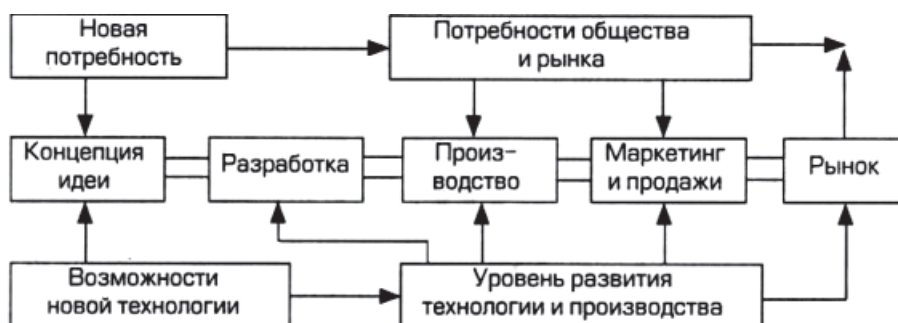 Новая
потребность
Потребности общества
и рынка
Концепция
идеи
Разработка
Произ-
водство
Маркетинг
и продажи
Рынок
Возможности
новой технологии
Уровень развития
технологии и производства